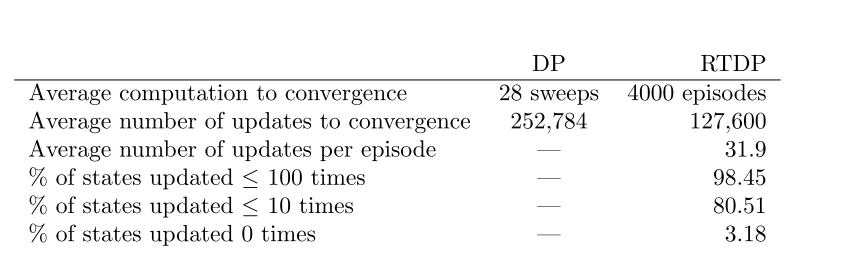 DP RTDP
Average computation to convergence 28 sweeps 4000 episodes
Average number of updates to convergence 252,784 127,600
Average number of updates per episode — 31.9
% of states updated ≤ 100 times — 98.45
% of states updated ≤ 10 times — 80.51
% of states updated 0 times — 3.18